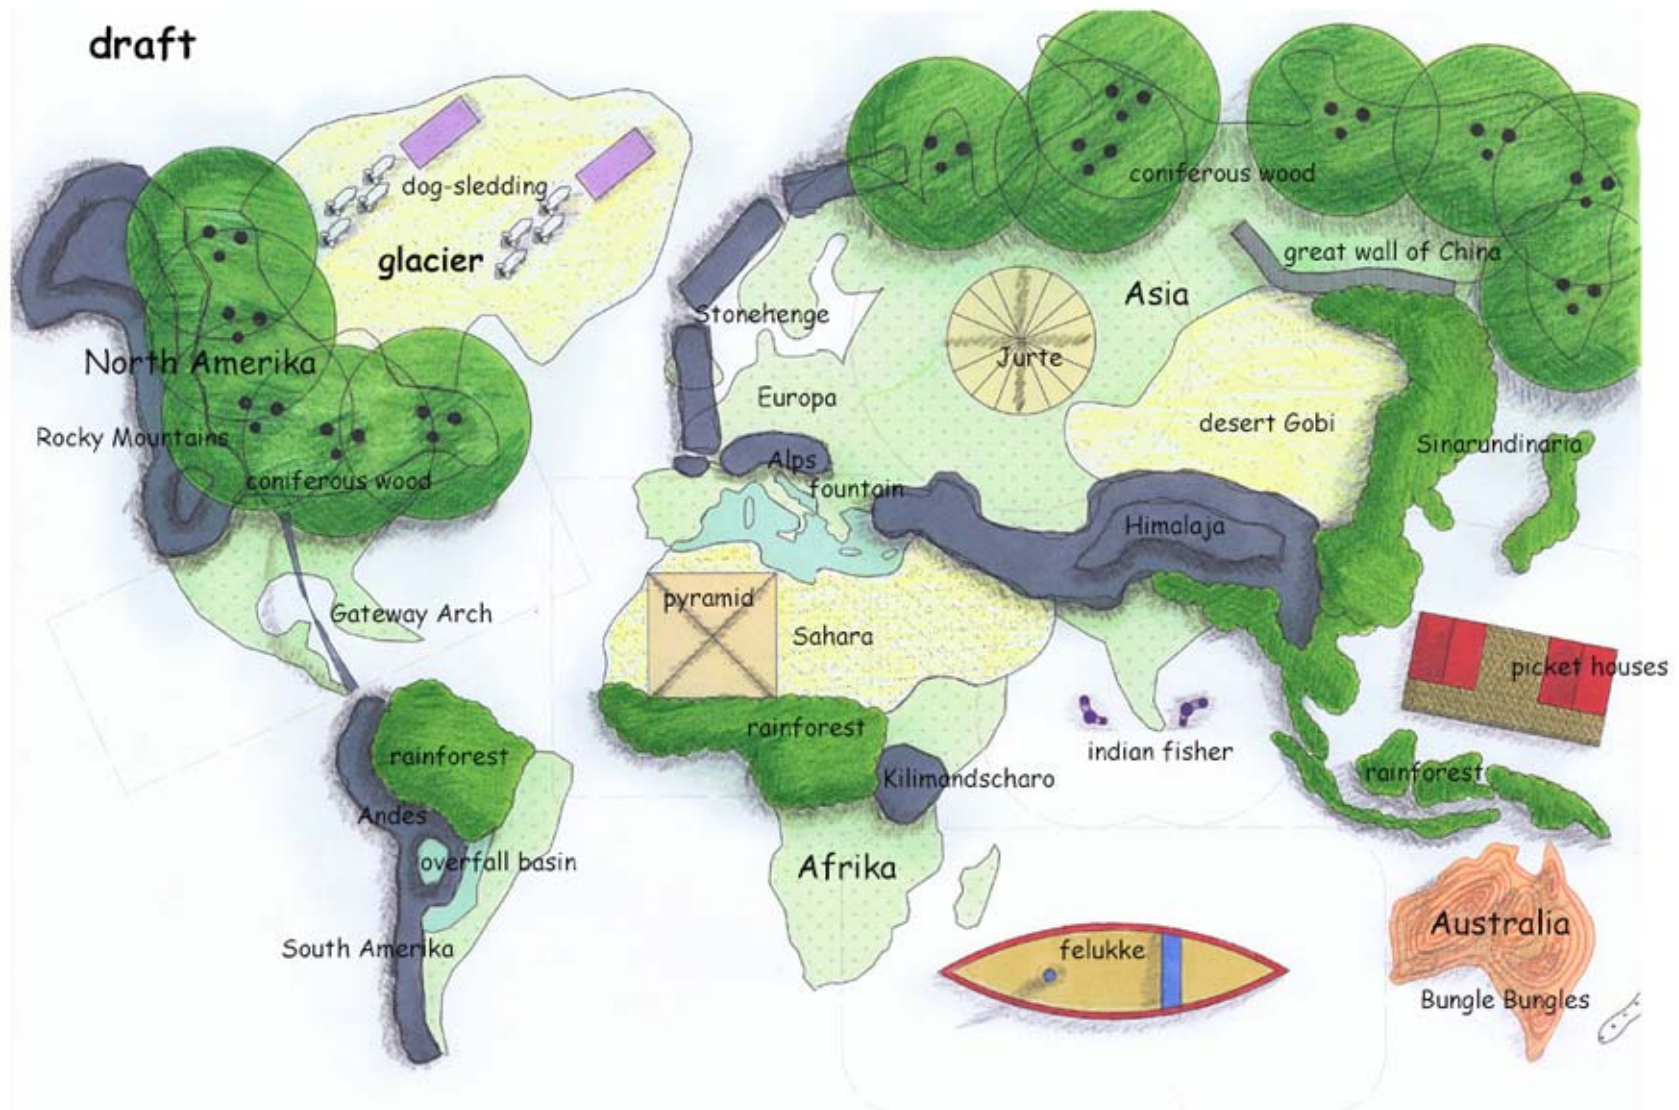 draft
dog-sledding
glacier
coniferous wood
great wall of China
Asia
Stonehenge
Jurte
North Amerika
Europa
desert Gobi
Rocky Mountains
Sinarundinaria
Alps
coniferous wood
fountain
Himalaja
pyramid
Gateway Arch
Sahara
picket houses
rainforest
indian fisher
rainforest
Kilimandscharo
rainforest
Andes
overfall basin
Afrika
Australia
South Amerika
felukke
Bungle Bungles